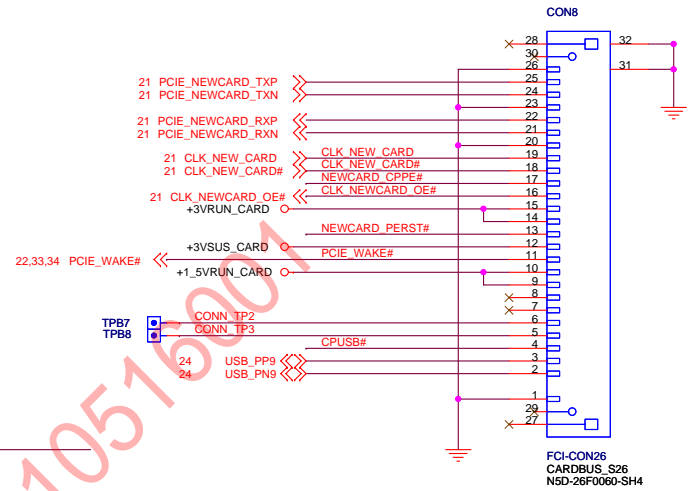 CON8
28
30
26
32
31
21 PCIE_NEWCARD_TXP 25
21 PCIE_NEWCARD_TXN 24
23
21 PCIE_NEWCARD_RXP 22
21 PCIE_NEWCARD_RXN 21
20
21 CLK_NEW_CARD CLK_NEW_CARD 19
21 CLK_NEW_CARD# CLK_NEW_CARD# 18
NEWCARD_CPPE# 17
21 CLK_NEWCARD_OE# CLK_NEWCARD_OE# 16
+3VRUN_CARD 15
14
NEWCARD_PERST# 13
+3VSUS_CARD 12
22,33,34 PCIE_WAKE# PCIE_WAKE# 11
+1_5VRUN_CARD 10
9
8
7
TPB7 CONN_TP2 6
TPB8 CONN_TP3 5
CPUSB# 4
24 USB_PP9 3
24 USB_PN9 2
1
29
27
FCI-CON26
CARDBUS_S26
N5D-26F0060-SH4
10516001